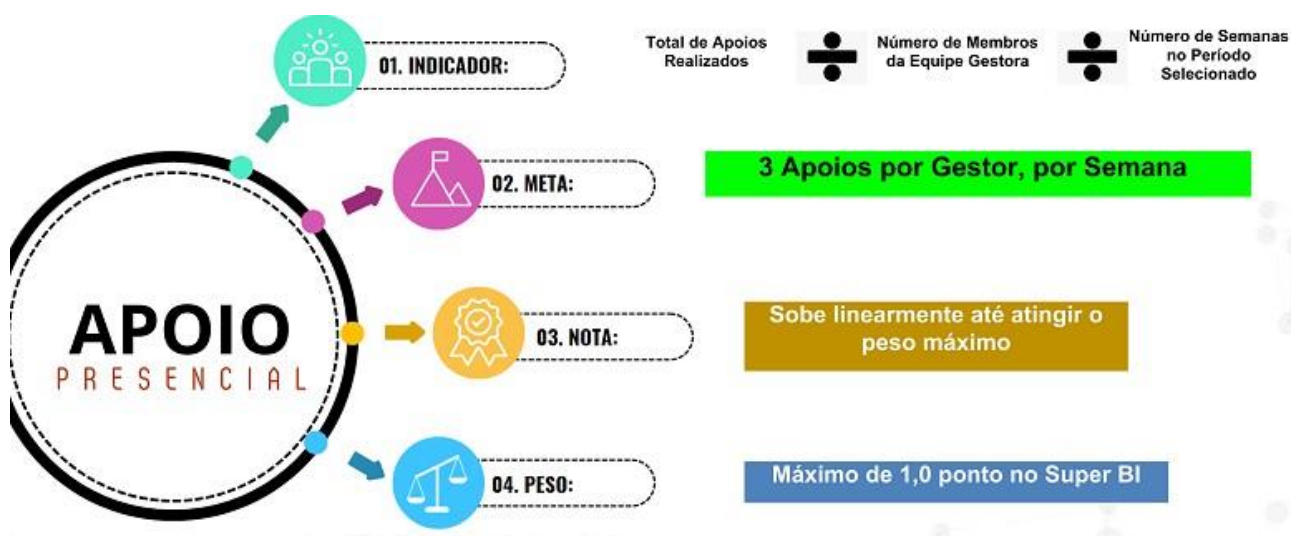 01. INDICADOR:
Total de Apoios
Realizados
Número de Membros
da Equipe Gestora
Número de Semanas
no Período
Selecionado
02. META:
3 Apoios por Gestor, por Semana
APOIO
PRESENCIAL
03. NOTA:
Sobe linearmente até atingir o
peso máximo
04. PESO:
Máximo de 1,0 ponto no Super BI